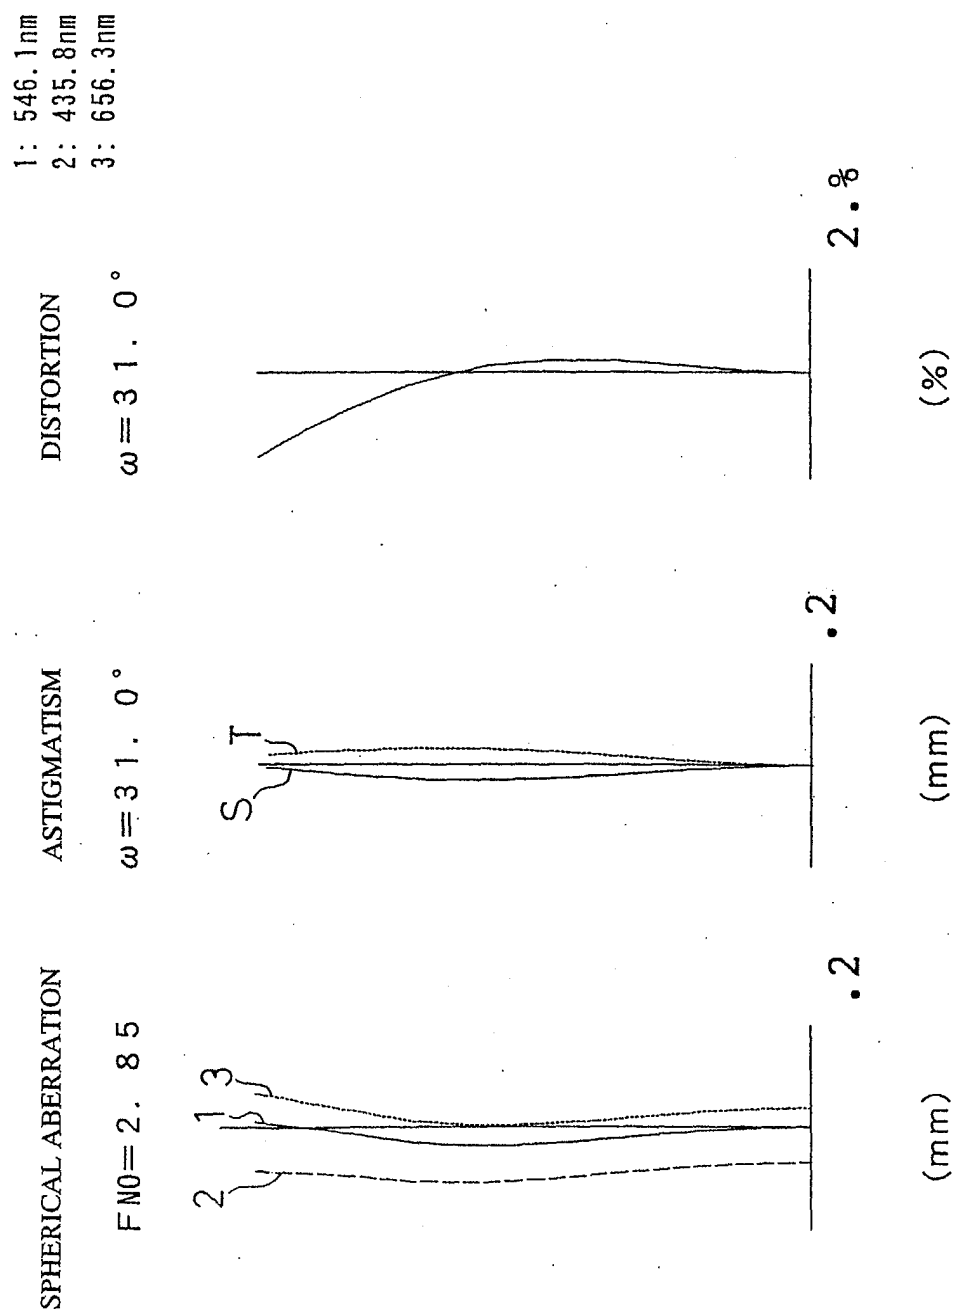 1: 546.1nm
2: 435.8nm
3: 656.3nm
SPHERICAL ABERRATION
FNO=2. 85
1
2
3
.2
(mm)
ASTIGMATISM
ω=31. 0°
S
T
.2
(mm)
DISTORTION
ω=31. 0°
2.%
(%)